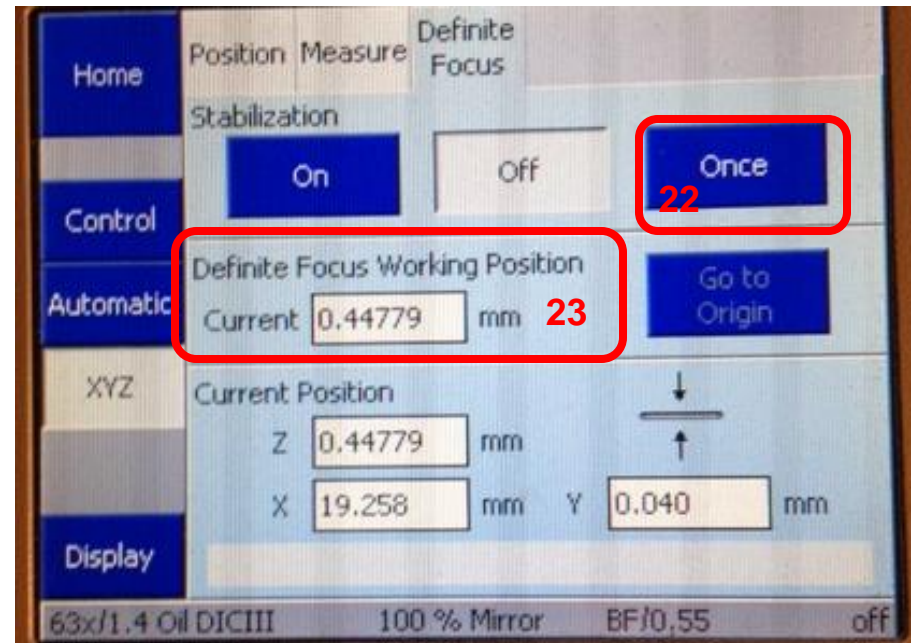 Home
Position Measure Definite Focus
Stabilization
On Off Once
22
Control
Definite Focus Working Position
Current 0.44779 mm 23
Go to Origin
Automatic
XYZ
Current Position
Z 0.44779 mm
X 19.258 mm Y 0.040 mm
Display
63x/1.4 Oil DICIII 100 % Mirror BF/0,55 off